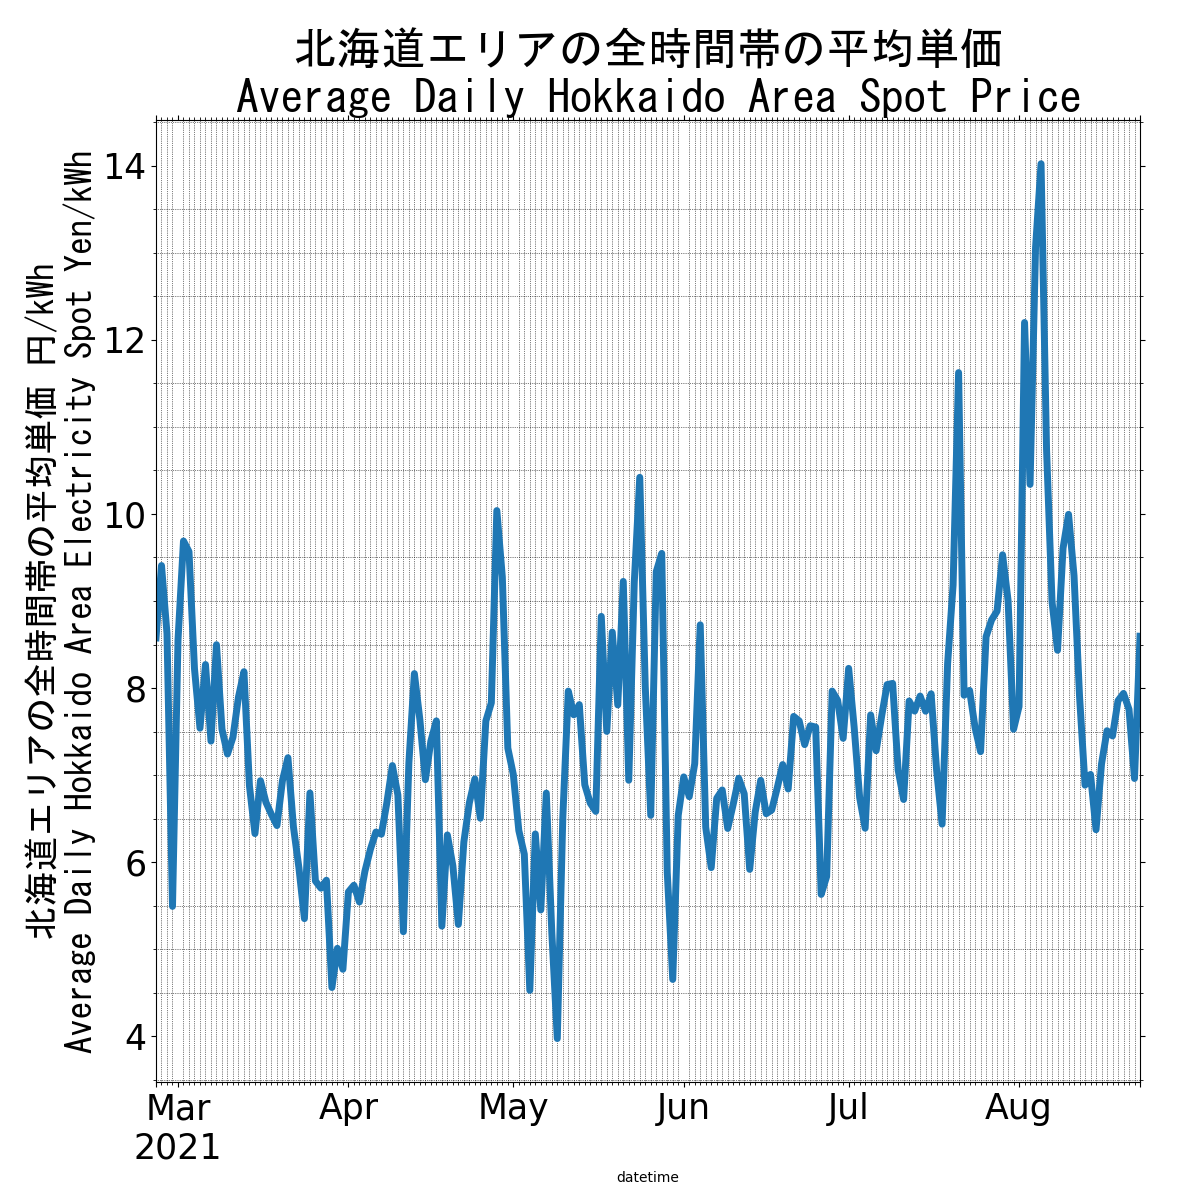 北海道エリアの全時間帯の平均単価
Average Daily Hokkaido Area Spot Price
北海道エリアの全時間帯の平均単価 円/kWh
Average Daily Hokkaido Area Electricity Spot Yen/kWh
14
12
10
8
6
4
Mar
2021
Apr
May
Jun
Jul
Aug
datetime